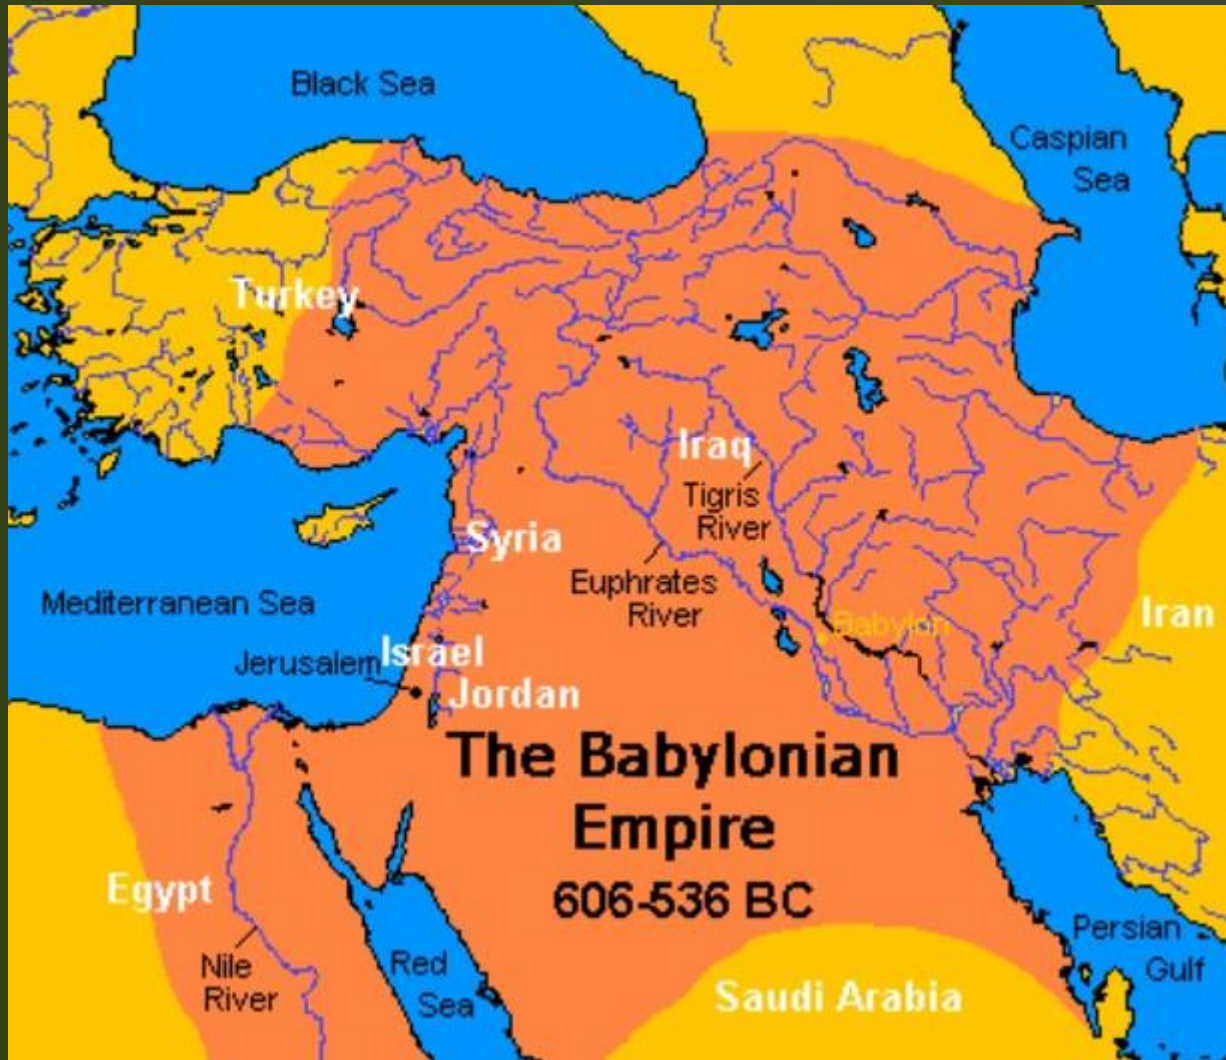 Black Sea
Caspian
Sea
Turkey
Iraq
Tigris
River
Syria
Euphrates
River
Mediterranean Sea
Babylon
Iran
Israel
Jerusalem
Jordan
The Babylonian
Empire
606-536 BC
Egypt
Nile
River
Red
Sea
Persian
Gulf
Saudi Arabia